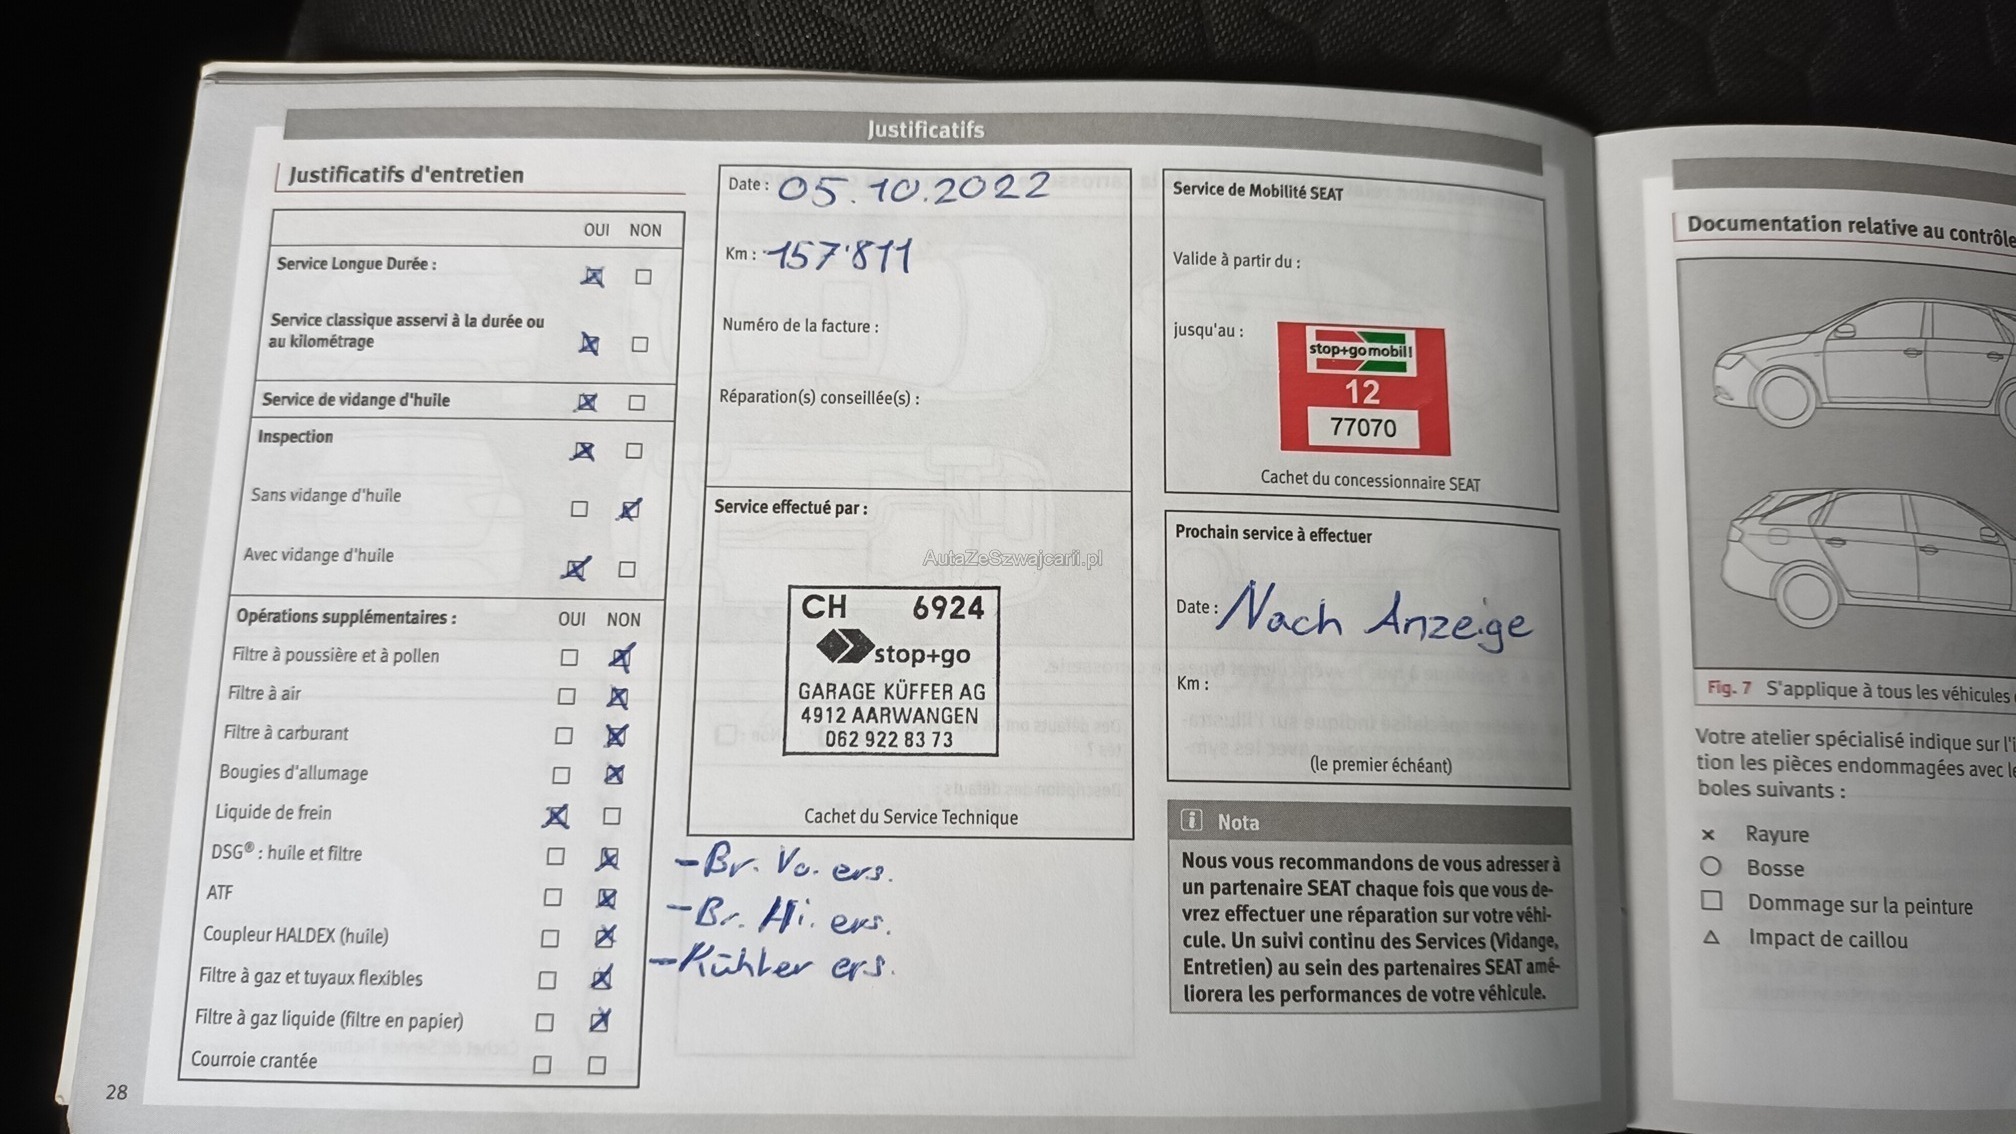 Justificatifs
Justificatifs d'entretien
OUI NON
Service Longue Durée :
Service classique asservi à la durée ou
au kilométrage
Service de vidange d'huile
Inspection
Sans vidange d'huile
Avec vidange d'huile
Opérations supplémentaires : OUI NON
Filtre à poussière et à pollen
Filtre à air
Filtre à carburant
Bougies d'allumage
Liquide de frein
DSG® : huile et filtre
ATF
Coupleur HALDEX (huile)
Filtre à gaz et tuyaux flexibles
Filtre à gaz liquide (filtre en papier)
Courroie crantée
28
Date : 05.10.2022
Km : 157'811
Numéro de la facture :
Réparation(s) conseillée(s) :
Service effectué par :
AutaZeSzwajcarii.pl
CH 6924
stop+go
GARAGE KÜFFER AG
4912 AARWANGEN
062 922 83 73
Cachet du Service Technique
- Br. Vo. ers.
- Br. Hi. ers.
- Kühler ers.
Service de Mobilité SEAT
Valide à partir du :
jusqu'au :
stop+gomobil!
12
77070
Cachet du concessionnaire SEAT
Prochain service à effectuer
Date : Nach Anzeige
Km :
(le premier échéant)
i Nota
Nous vous recommandons de vous adresser à
un partenaire SEAT chaque fois que vous de-
vrez effectuer une réparation sur votre véhi-
cule. Un suivi continu des Services (Vidange,
Entretien) au sein des partenaires SEAT amé-
liorera les performances de votre véhicule.
Documentation relative au contrôle
Fig. 7 S'applique à tous les véhicules
Votre atelier spécialisé indique sur
tion les pièces endommagées avec
boles suivants :
Rayure
Bosse
Dommage sur la peinture
Impact de caillou